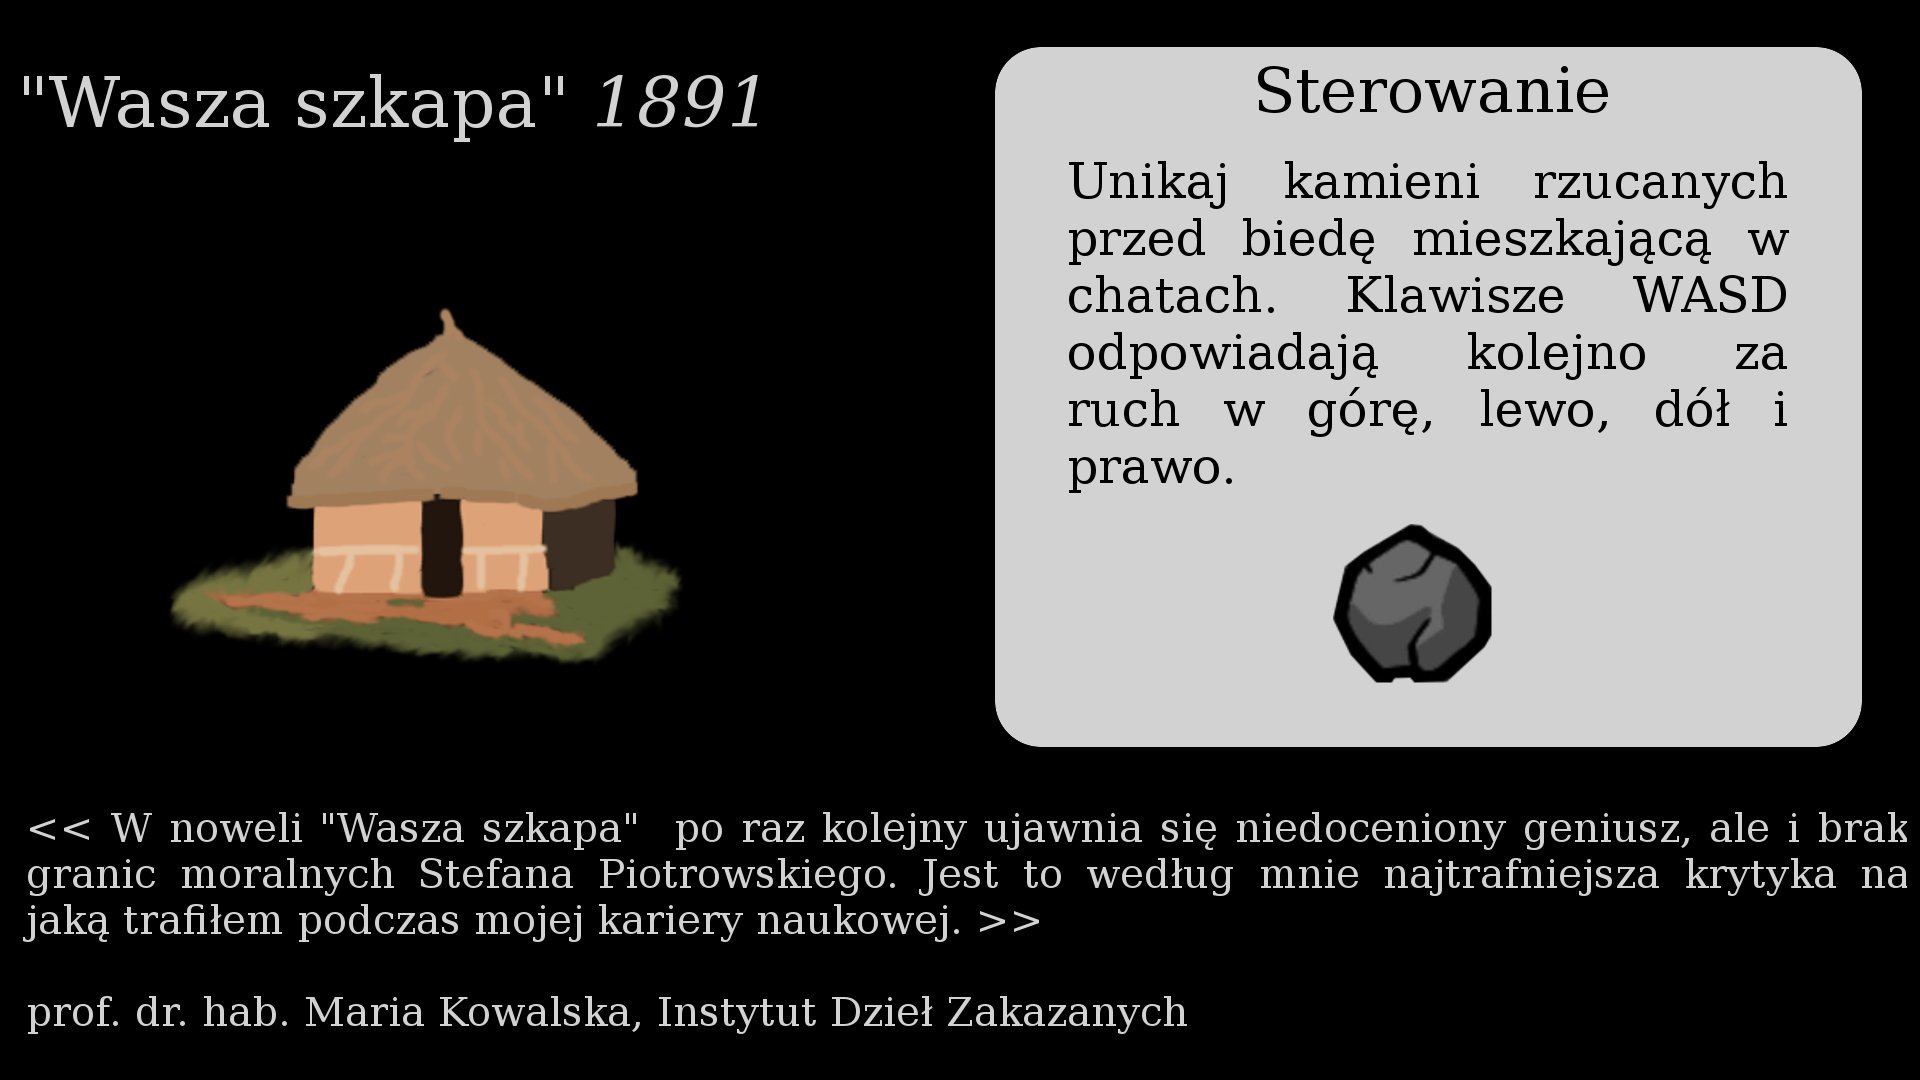 "Wasza szkapa" 1891
Sterowanie
Unikaj kamieni rzucanych
przed biedę mieszkającą w
chatach. Klawisze WASD
odpowiadają kolejno za
ruch w górę, lewo, dół i
prawo.
<< W noweli "Wasza szkapa" po raz kolejny ujawnia się niedoceniony geniusz, ale i brak
granic moralnych Stefana Piotrowskiego. Jest to według mnie najtrafniejsza krytyka na
jaką trafiłem podczas mojej kariery naukowej. >>
prof. dr. hab. Maria Kowalska, Instytut Dzieł Zakazanych